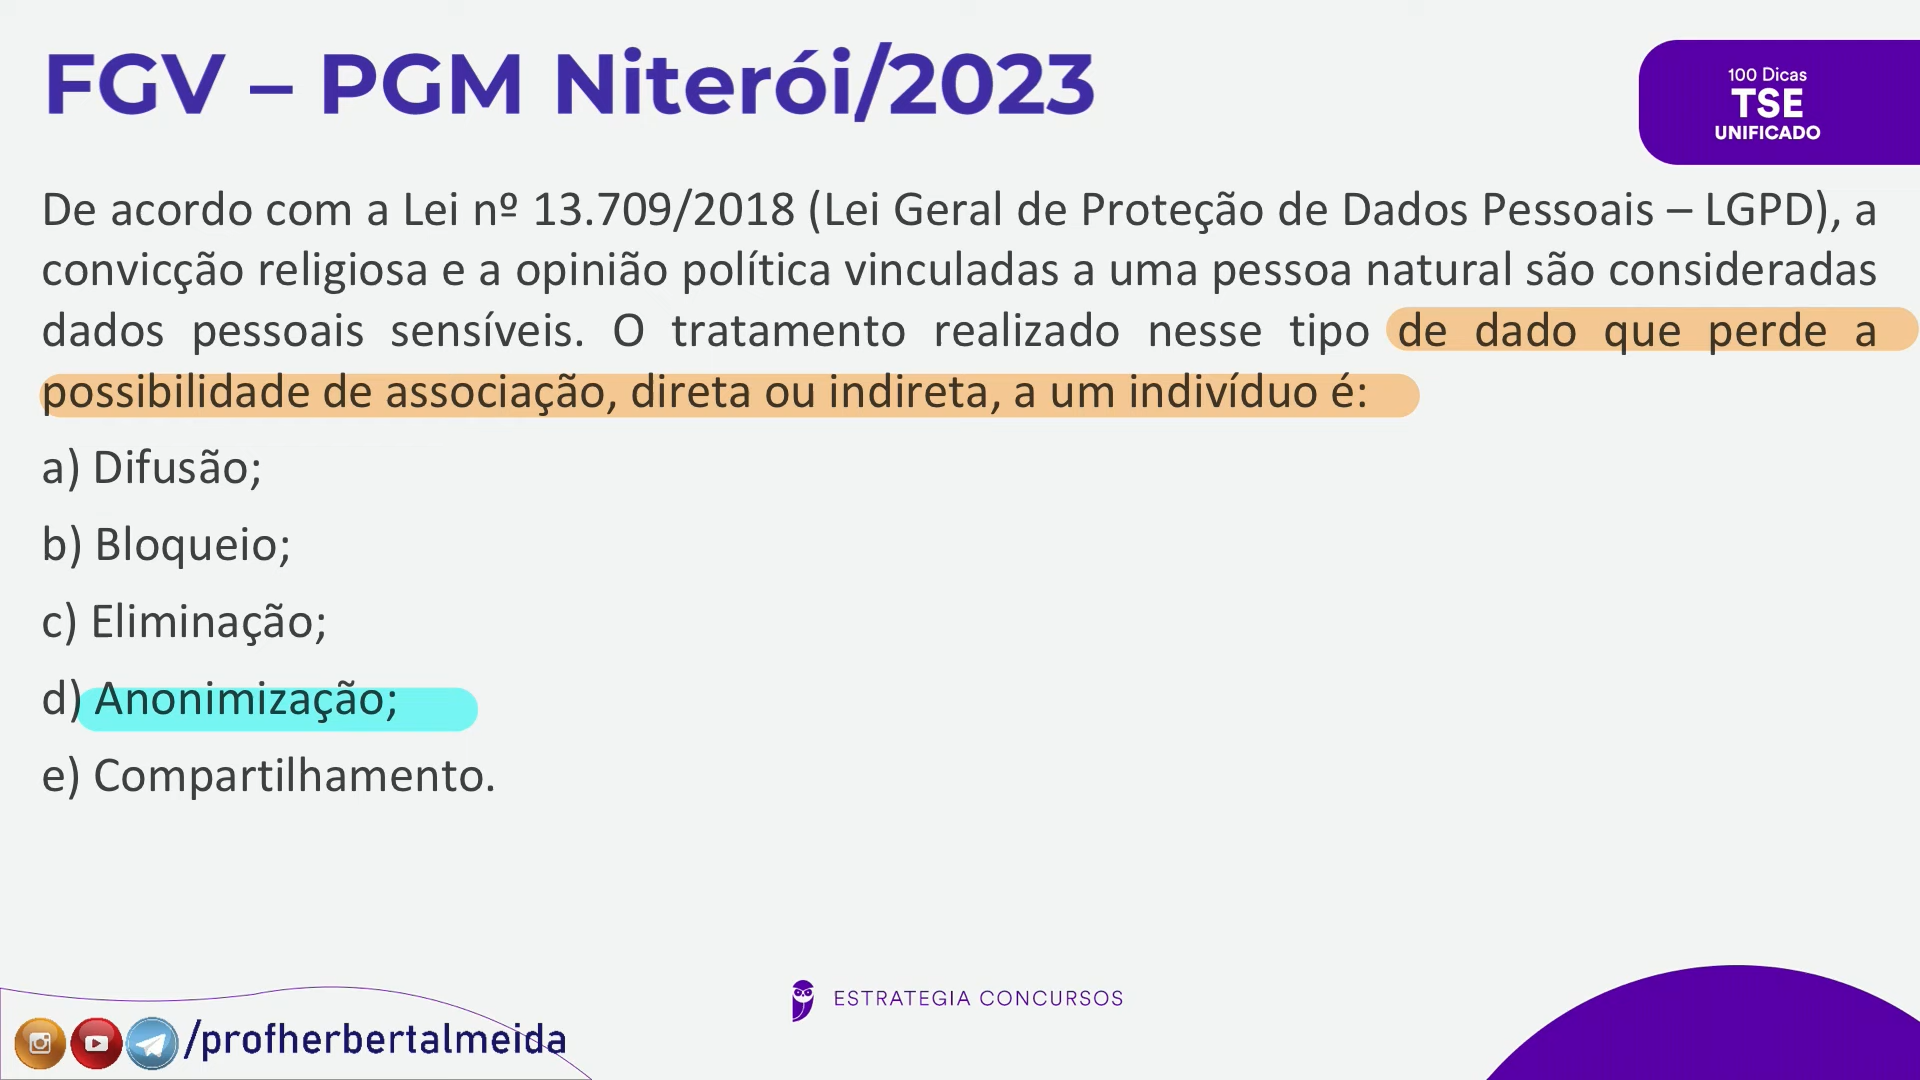 FGV – PGM Niterói/2023
100 Dicas
TSE
UNIFICADO
De acordo com a Lei nº 13.709/2018 (Lei Geral de Proteção de Dados Pessoais – LGPD), a
convicção religiosa e a opinião política vinculadas a uma pessoa natural são consideradas
dados pessoais sensíveis. O tratamento realizado nesse tipo de dado que perde a
possibilidade de associação, direta ou indireta, a um indivíduo é:
a) Difusão;
b) Bloqueio;
c) Eliminação;
d) Anonimização;
e) Compartilhamento.
ESTRATEGIA CONCURSOS
/profherbertalmeida